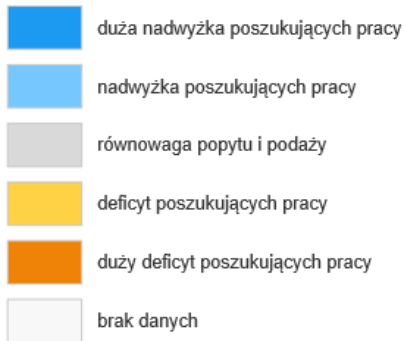 duża nadwyżka poszukujących pracy
nadwyżka poszukujących pracy
równowaga popytu i podaży
deficyt poszukujących pracy
duży deficyt poszukujących pracy
brak danych